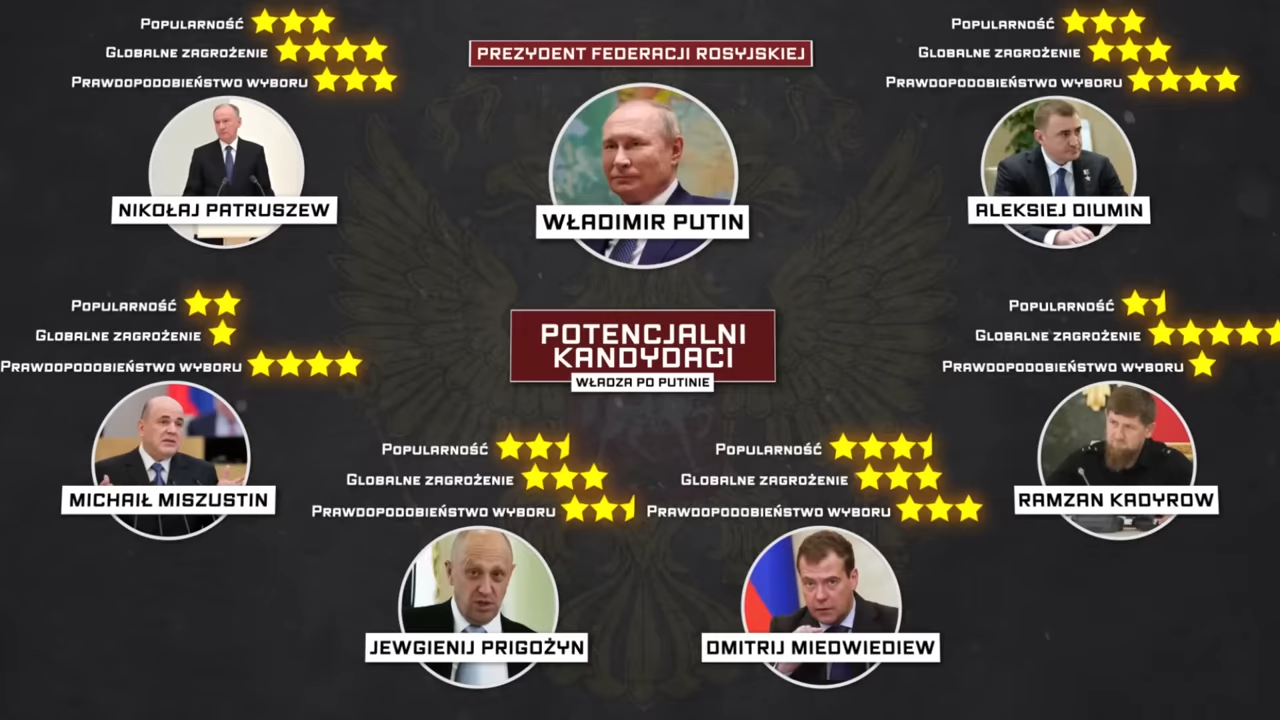 Popularność
Globalne zagrożenie
Prawdopodobieństwo wyboru
NIKOŁAJ PATRUSZEW
PREZYDENT FEDERACJI ROSYJSKIEJ
WŁADIMIR PUTIN
Popularność
Globalne zagrożenie
Prawdopodobieństwo wyboru
ALEKSIEJ DIUMIN
POTENCJALNI
KANDYDACI
WŁADZA PO PUTINIE
Popularność
Globalne zagrożenie
Prawdopodobieństwo wyboru
MICHAIŁ MISZUSTIN
Popularność
Globalne zagrożenie
Prawdopodobieństwo wyboru
JEWGIENIJ PRIGOŻYN
Popularność
Globalne zagrożenie
Prawdopodobieństwo wyboru
DMITRIJ MIEDWIEDIEW
Popularność
Globalne zagrożenie
Prawdopodobieństwo wyboru
RAMZAN KADYROW